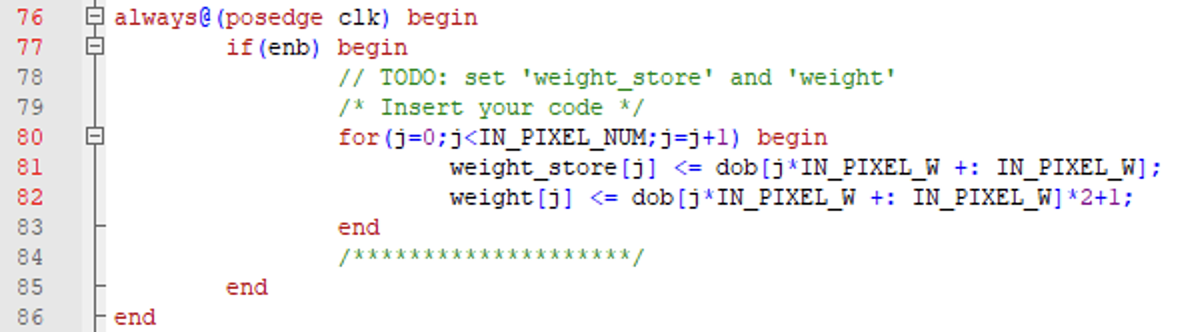 76 always@(posedge clk) begin
77 if(enb) begin
78 // TODO: set 'weight_store' and 'weight'
79 /* Insert your code */
80 for(j=0;j<IN_PIXEL_NUM;j=j+1) begin
81 weight_store[j] <= dob[j*IN_PIXEL_W +: IN_PIXEL_W];
82 weight[j] <= dob[j*IN_PIXEL_W +: IN_PIXEL_W]*2+1;
83 end
84 /********************/
85 end
86 end